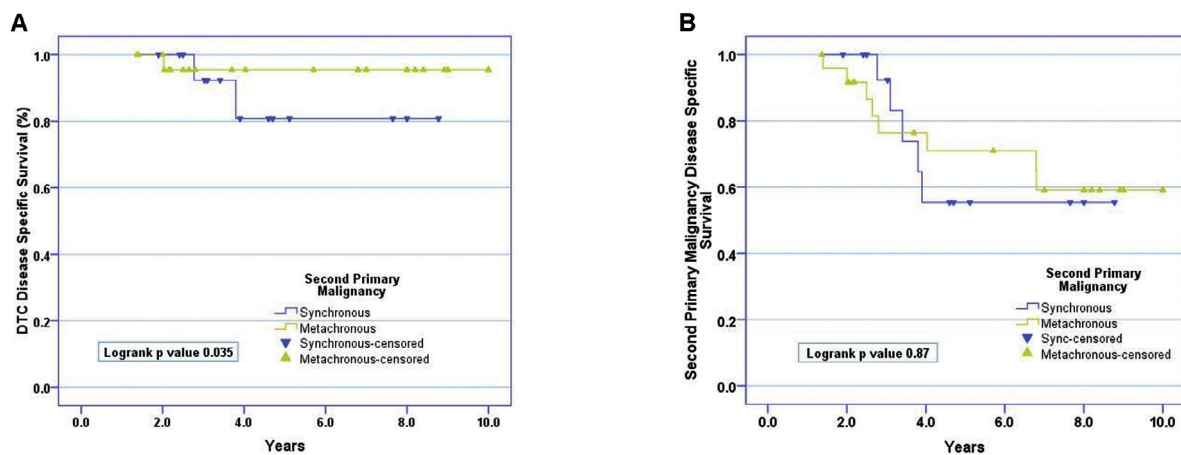 A
DTC Disease Specific Survival (%)
1.0
0.8
0.6
0.4
0.2
0.0
Second Primary
Malignancy
Synchronous
Metachronous
Synchronous-censored
Metachronous-censored
Logrank p value 0.035
0.0 2.0 4.0 6.0 8.0 10.0
Years
B
Second Primary Malignancy Disease Specific
Survival
1.0
0.8
0.6
0.4
0.2
0.0
Second Primary
Malignancy
Synchronous
Metachronous
Sync-censored
Metachronous-censored
Logrank p value 0.87
0.0 2.0 4.0 6.0 8.0 10.0
Years